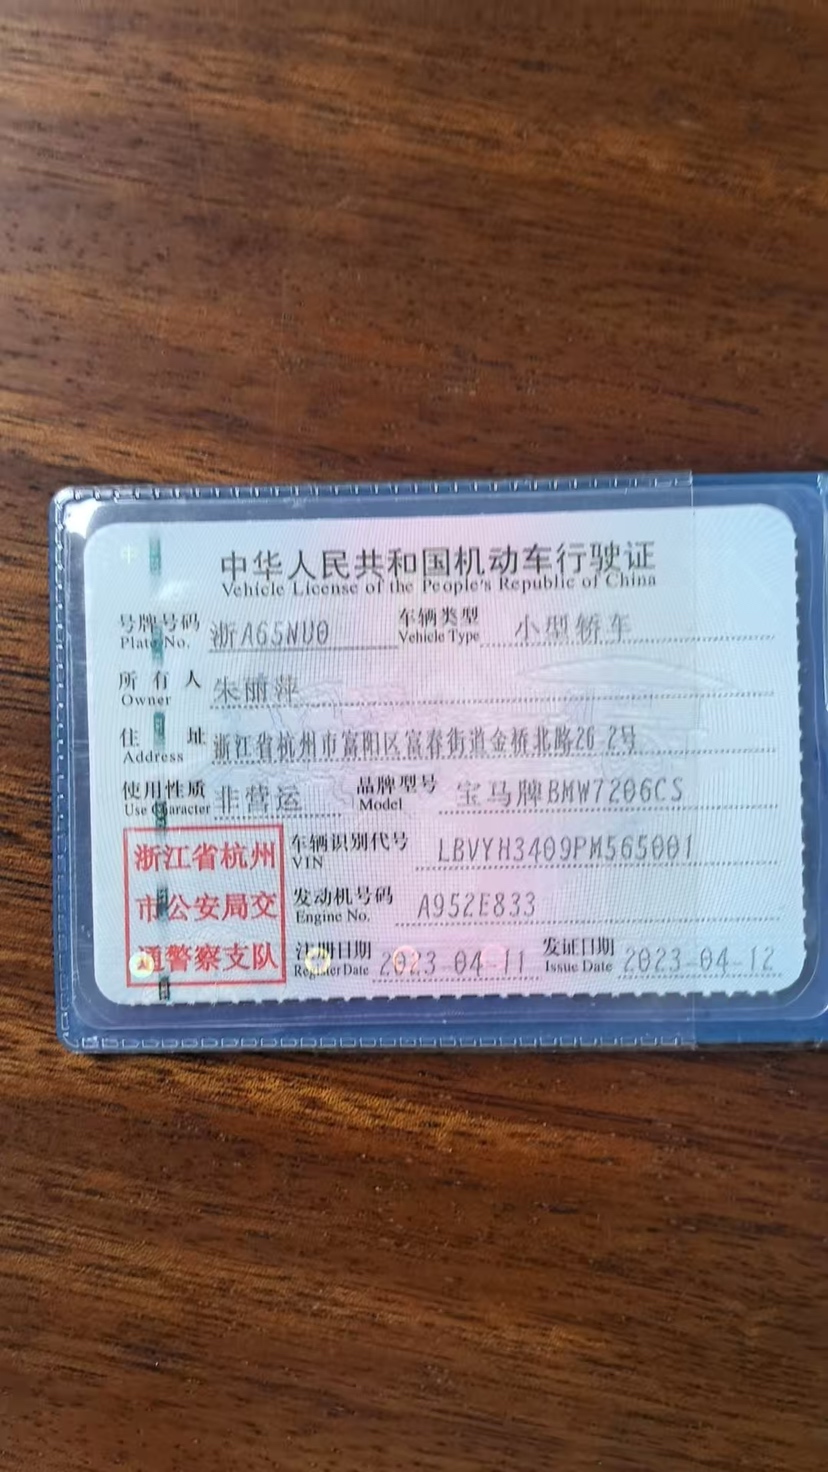 中华人民共和国机动车行驶证
Vehicle License of the People's Republic of China
号牌号码 浙A65NU0 车辆类型 小型轿车
Plate No. Vehicle Type
所有人 朱丽萍
Owner
住址 浙江省杭州市富阳区富春街道金桥北路26-2号
Address
使用性质 非营运 品牌型号 宝马牌BMW7206CS
Use Character Model
浙江省杭州
市公安局交
通警察支队
车辆识别代号 LBVYH3409PM565001
VIN
发动机号码 A952E833
Engine No.
注册日期 2023-04-11 发证日期 2023-04-12
Register Date Issue Date